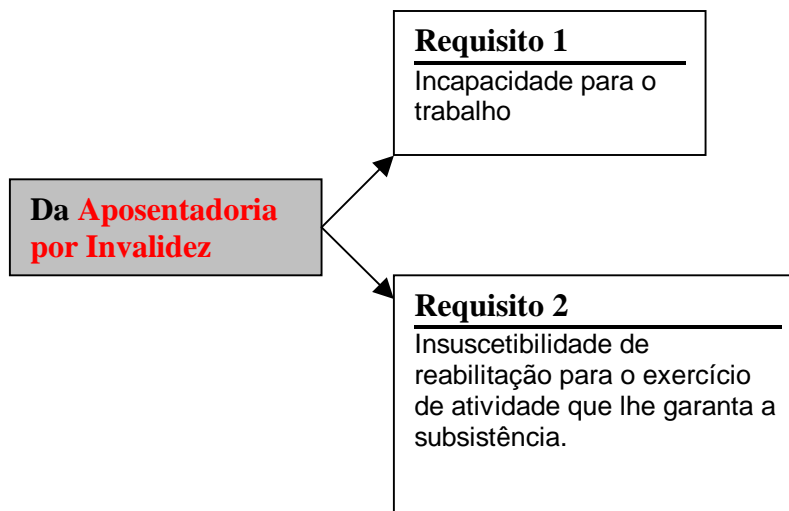 Requisito 1
Incapacidade para o
trabalho
Da Aposentadoria
por Invalidez
Requisito 2
Insuscetibilidade de
reabilitação para o exercício
de atividade que lhe garanta a
subsistência.